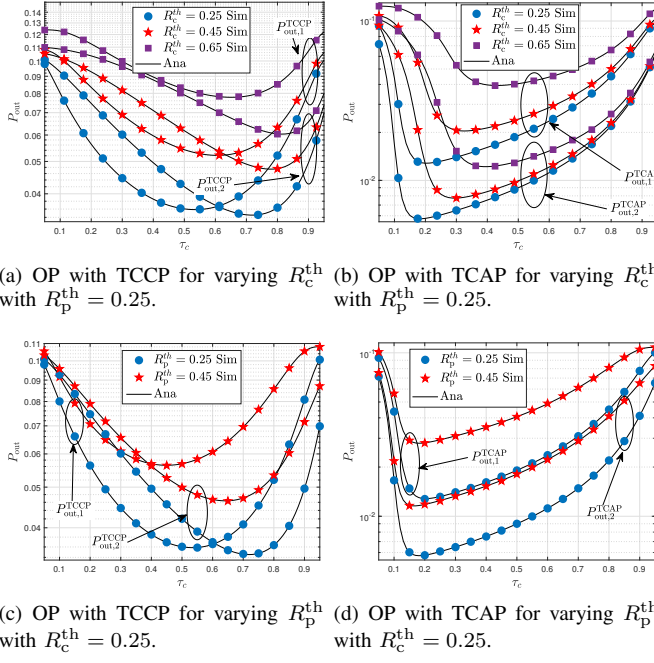 0.14
0.12
0.10
0.08
0.07
0.06
0.05
0.04
P_out
R_c^th = 0.25 Sim
R_c^th = 0.45 Sim
R_c^th = 0.65 Sim
Ana
P_out,1^TCCP
P_out,2^TCCP
0.1 0.2 0.3 0.4 0.5 0.6 0.7 0.8 0.9
τ_c
10^-1
10^-2
P_out
R_c^th = 0.25 Sim
R_c^th = 0.45 Sim
R_c^th = 0.65 Sim
Ana
P_out,1^TCAP
P_out,2^TCAP
0.1 0.2 0.3 0.4 0.5 0.6 0.7 0.8 0.9
τ_c
(a) OP with TCCP for varying R_c^th
with R_p^th = 0.25.
(b) OP with TCAP for varying R_c^th
with R_p^th = 0.25.
0.11
0.09
0.08
0.07
0.06
0.05
0.04
P_out
R_p^th = 0.25 Sim
R_p^th = 0.45 Sim
Ana
P_out,1^TCCP
P_out,2^TCCP
0.1 0.2 0.3 0.4 0.5 0.6 0.7 0.8 0.9
τ_c
10^-1
10^-2
P_out
R_p^th = 0.25 Sim
R_p^th = 0.45 Sim
Ana
P_out,1^TCAP
P_out,2^TCAP
0.1 0.2 0.3 0.4 0.5 0.6 0.7 0.8 0.9
τ_c
(c) OP with TCCP for varying R_p^th
with R_c^th = 0.25.
(d) OP with TCAP for varying R_p^th
with R_c^th = 0.25.